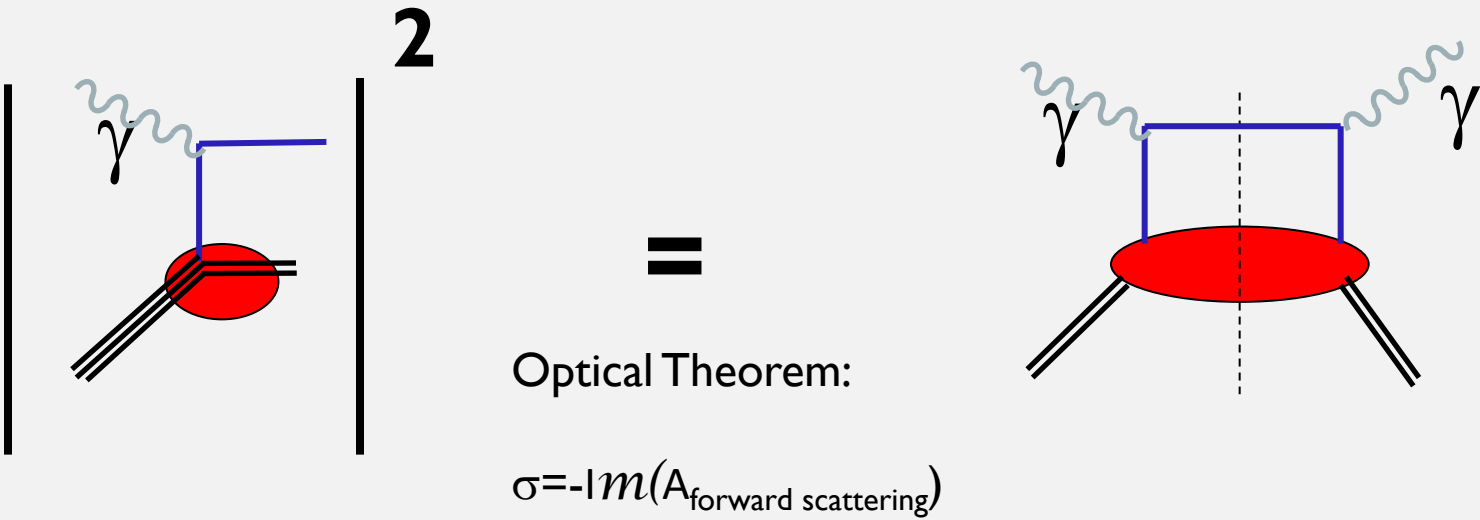 2
γ
γ
γ
=
Optical Theorem:
σ=-Im(A_forward scattering)